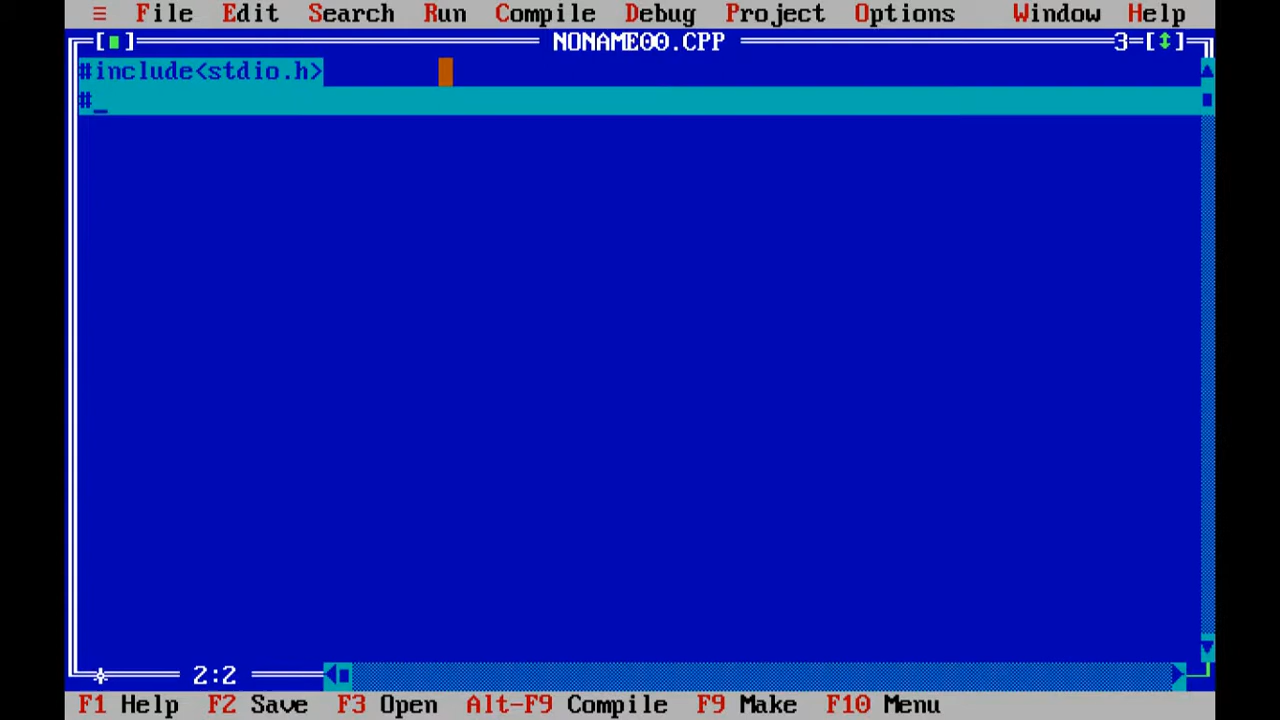 ≡ File Edit Search Run Compile Debug Project Options Window Help
[■] NONAME00.CPP 3=[↕]
#include<stdio.h>
#_
2:2
F1 Help F2 Save F3 Open Alt-F9 Compile F9 Make F10 Menu